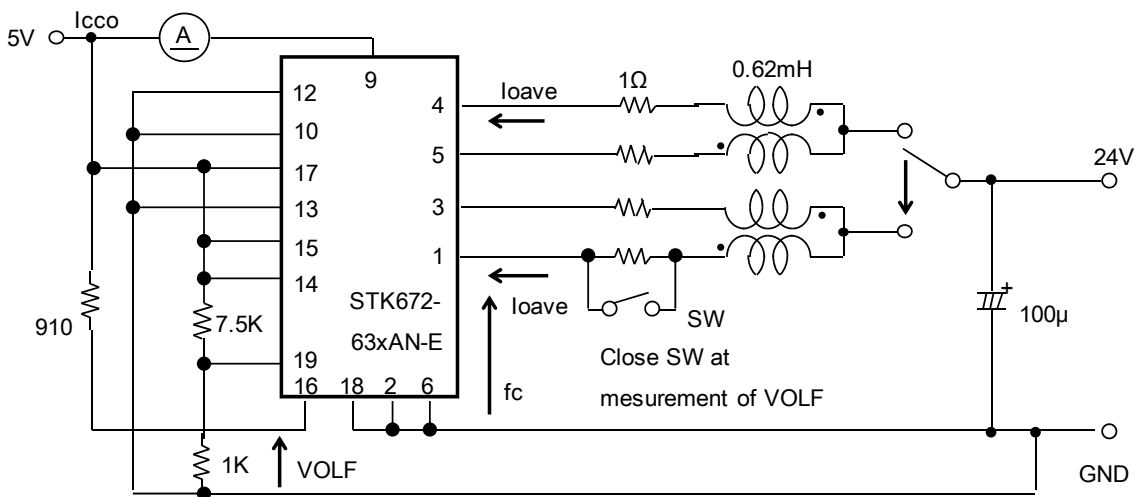 Icco
5V
A
9
12
10
17
13
15
14
19
16
18
2
6
4
5
3
1
STK672-
63xAN-E
Ioave
1Ω
0.62mH
24V
Ioave
SW
Close SW at
mesurement of VOLF
fc
100µ
+
910
7.5K
1K
VOLF
GND